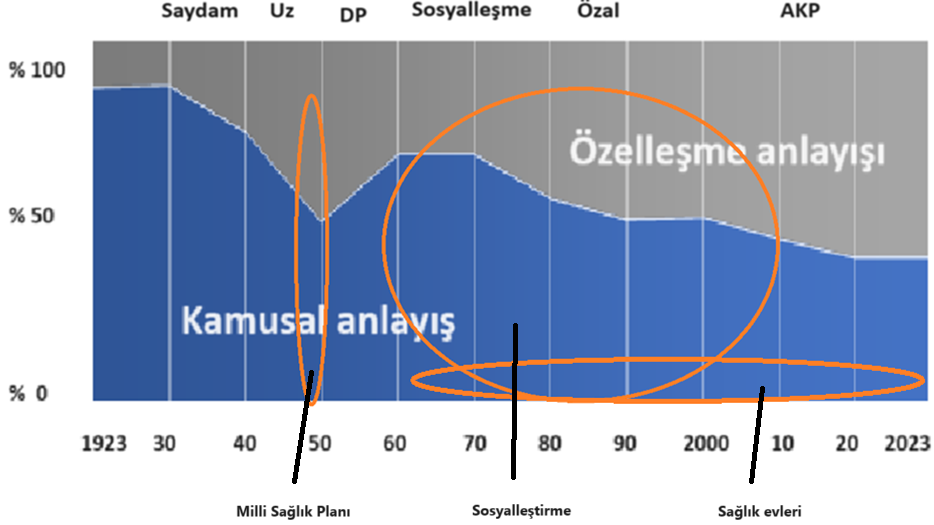 Saydam Uz DP Sosyalleşme Özal AKP
% 100
Özelleşme anlayışı
% 50
Kamusal anlayış
% 0
1923 30 40 50 60 70 80 90 2000 10 20 2023
Milli Sağlık Planı Sosyalleştirme Sağlık evleri